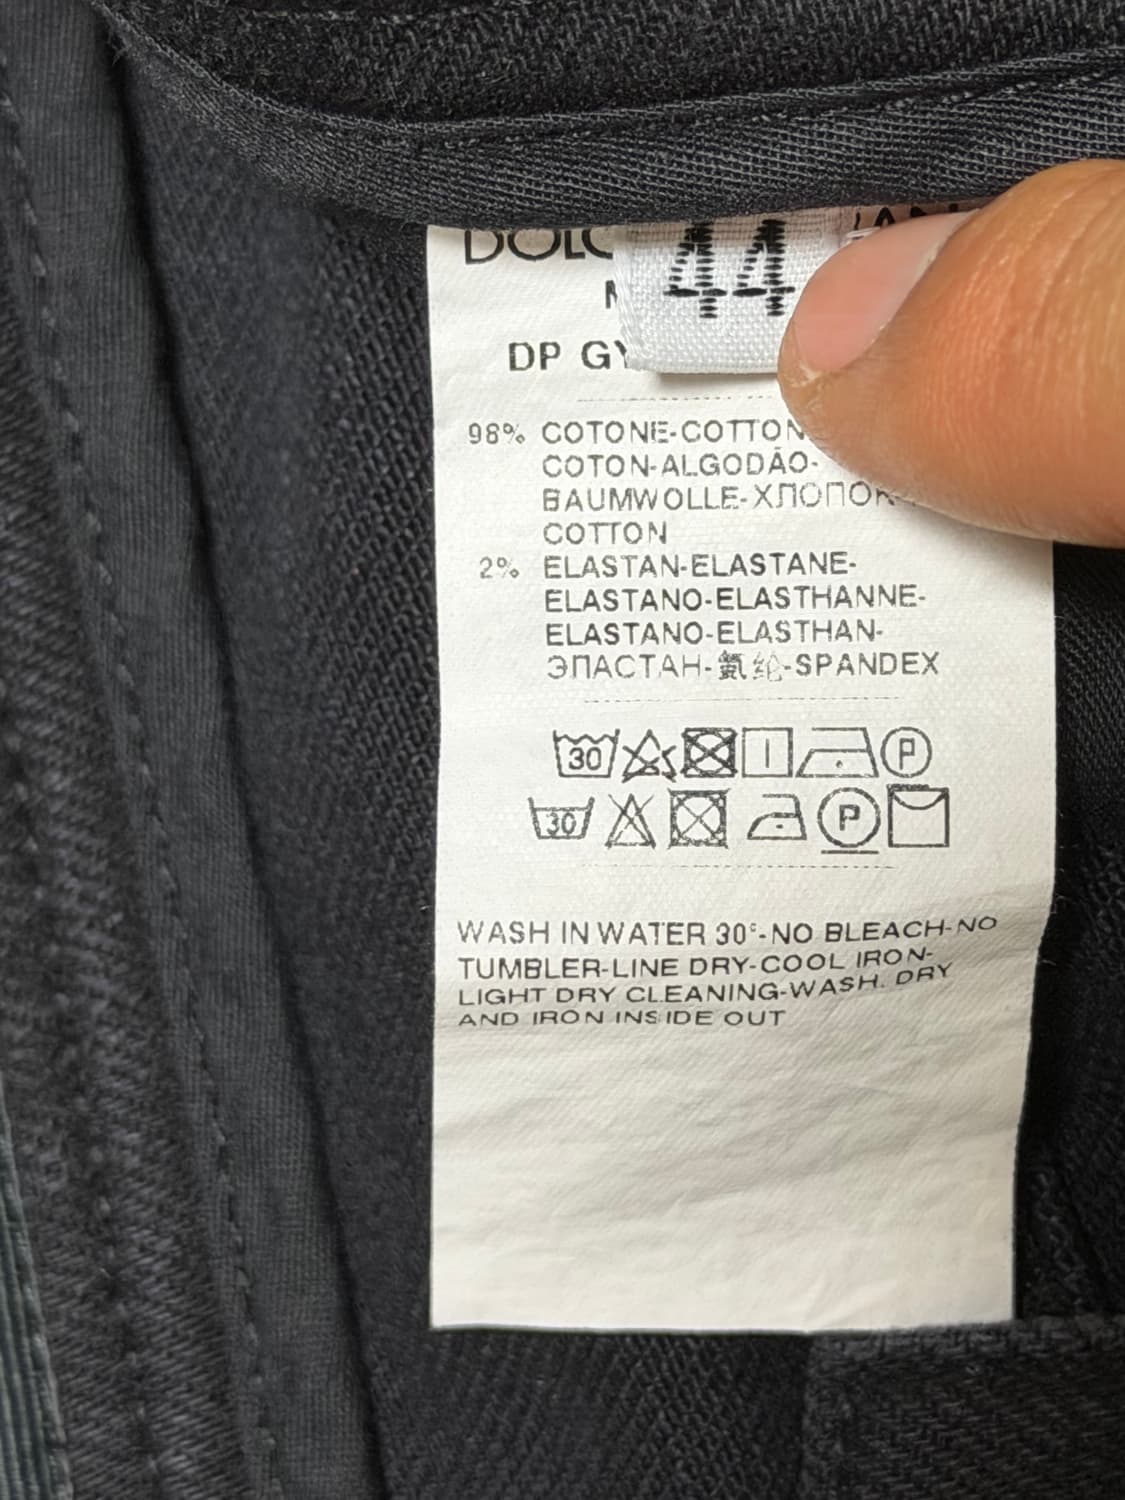 44
DP
98% COTONE-COTTON
COTON-ALGODÃO-
BAUMWOLLE-ХЛОПОК
COTTON
2% ELASTAN-ELASTANE-
ELASTANO-ELASTHANNE-
ELASTANO-ELASTHAN-
ЭПАСТАН-氨纶-SPANDEX
30 P
30 P
WASH IN WATER 30°-NO BLEACH-NO
TUMBLER-LINE DRY-COOL IRON-
LIGHT DRY CLEANING-WASH. DRY
AND IRON INSIDE OUT